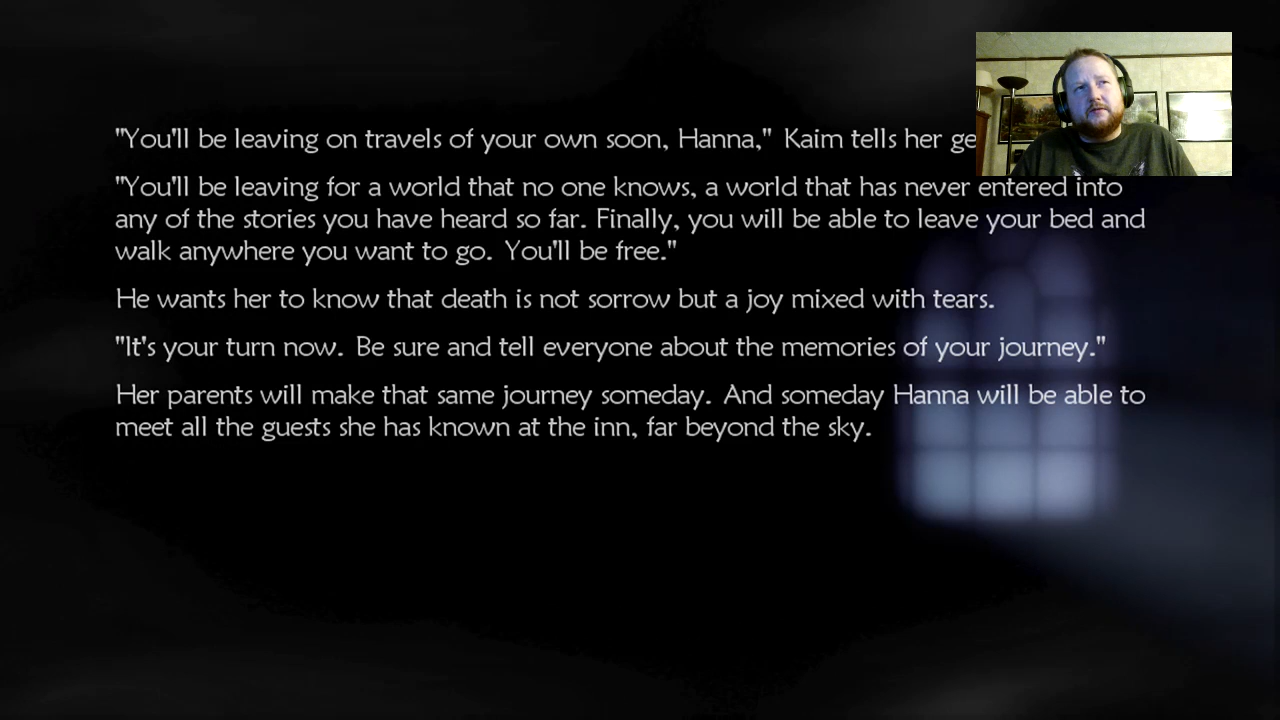 "You'll be leaving on travels of your own soon, Hanna," Kaim tells her
"You'll be leaving for a world that no one knows, a world that has never entered into
any of the stories you have heard so far. Finally, you will be able to leave your bed and
walk anywhere you want to go. You'll be free."
He wants her to know that death is not sorrow but a joy mixed with tears.
"It's your turn now. Be sure and tell everyone about the memories of your journey."
Her parents will make that same journey someday. And someday Hanna will be able to
meet all the guests she has known at the inn, far beyond the sky.